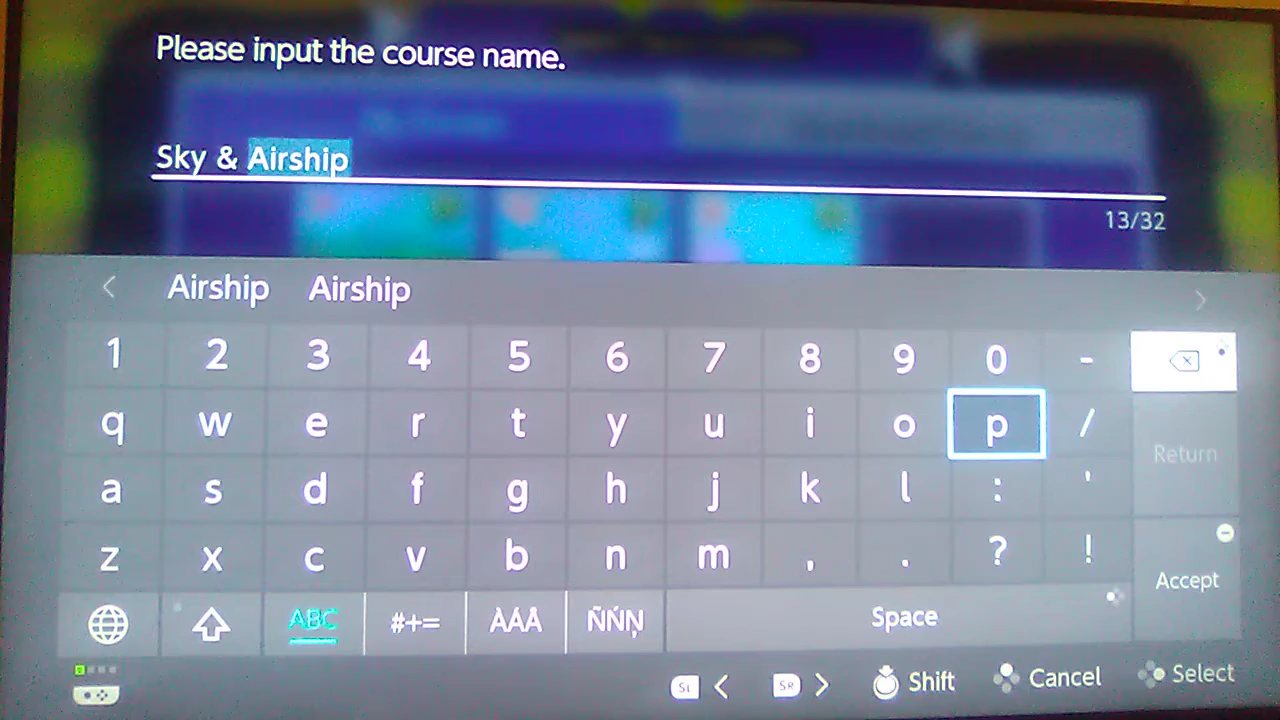 Please input the course name.
Sky & Airship
13/32
Airship Airship
1 2 3 4 5 6 7 8 9 0 -
q w e r t y u i o p /
Return
a s d f g h j k l : '
z x c v b n m , . ? !
Accept
ABC #+= ÀÁÂ ÑŃŅ Space
SL SR Shift Cancel Select